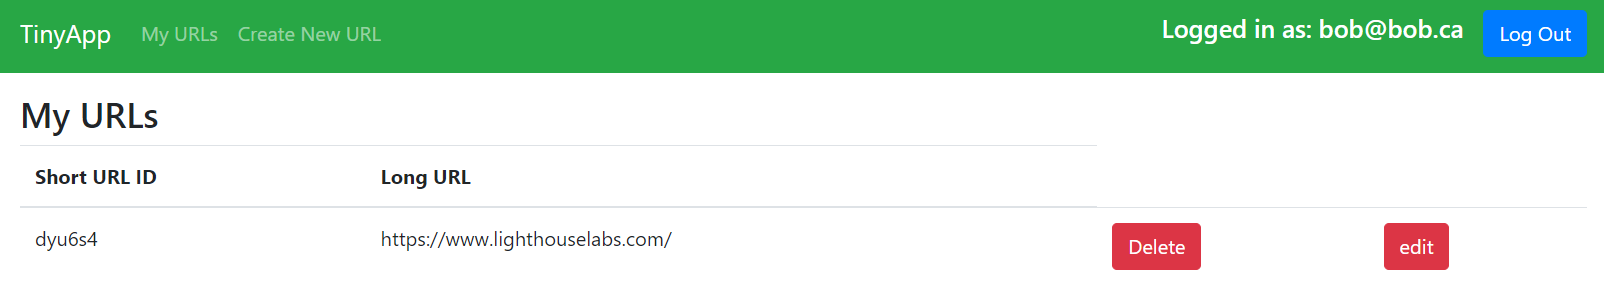 TinyApp My URLs Create New URL Logged in as: bob@bob.ca Log Out
My URLs
Short URL ID Long URL
dyu6s4 https://www.lighthouselabs.com/ Delete edit